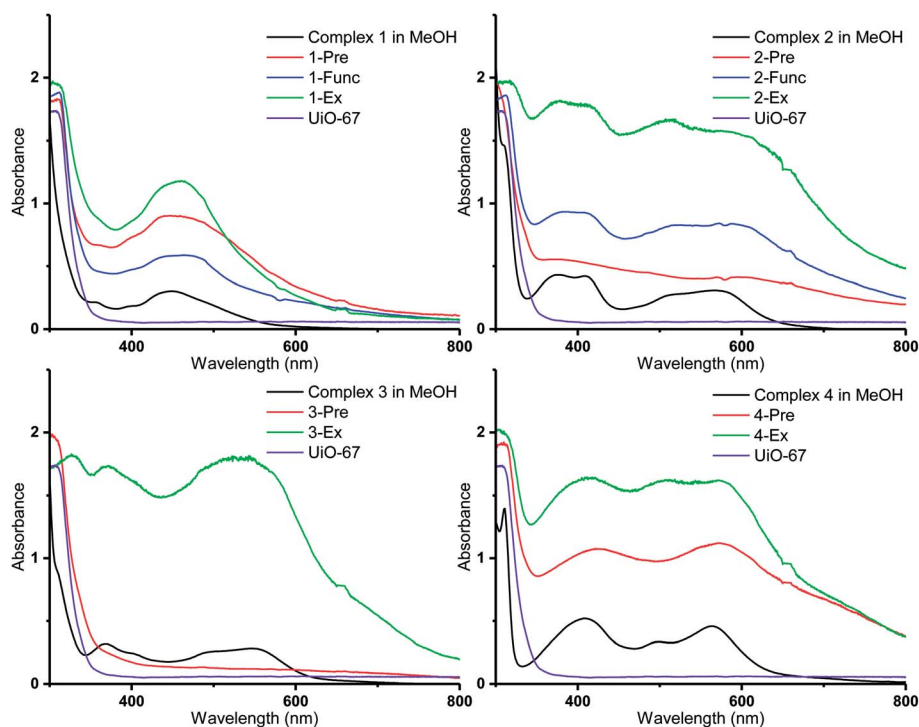 Complex 1 in MeOH
1-Pre
1-Func
1-Ex
UiO-67
2
1
0
Absorbance
400
600
800
Wavelength (nm)
Complex 2 in MeOH
2-Pre
2-Func
2-Ex
UiO-67
2
1
0
Absorbance
400
600
800
Wavelength (nm)
Complex 3 in MeOH
3-Pre
3-Ex
UiO-67
2
1
0
Absorbance
400
600
800
Wavelength (nm)
Complex 4 in MeOH
4-Pre
4-Ex
UiO-67
2
1
0
Absorbance
400
600
800
Wavelength (nm)